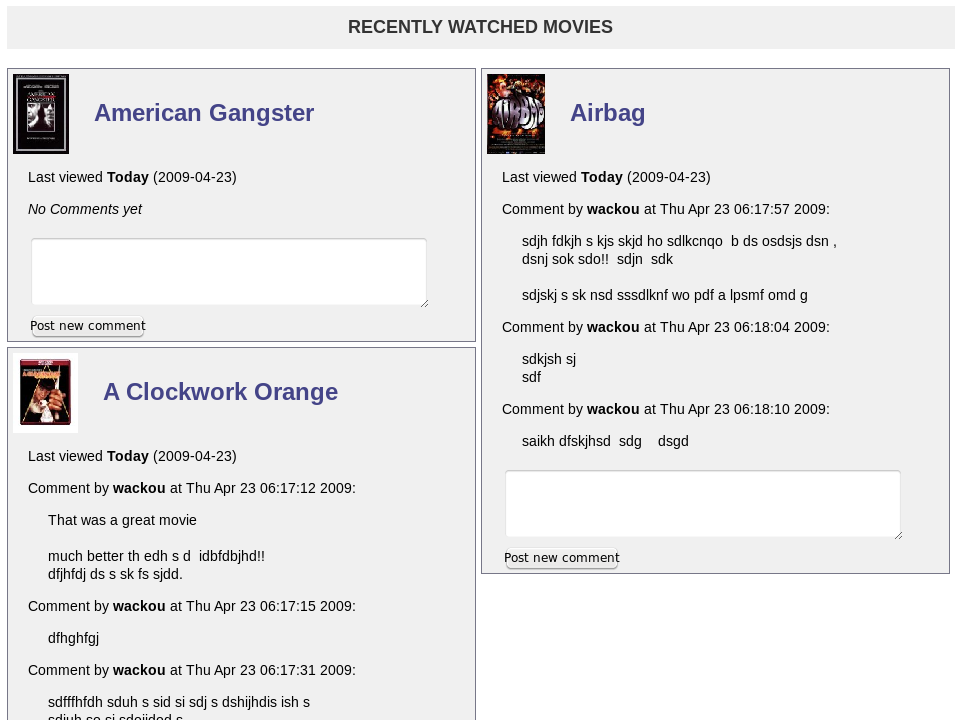 RECENTLY WATCHED MOVIES
American Gangster
Last viewed Today (2009-04-23)
No Comments yet
Post new comment
A Clockwork Orange
Last viewed Today (2009-04-23)
Comment by wackou at Thu Apr 23 06:17:12 2009:
That was a great movie
much better th edh s d  idbfdbjhd!!
dfjhfdj ds s sk fs sjdd.
Comment by wackou at Thu Apr 23 06:17:15 2009:
dfhghfgj
Comment by wackou at Thu Apr 23 06:17:31 2009:
sdfffhfdh sduh s sid si sdj s dshijhdis ish s
Airbag
Last viewed Today (2009-04-23)
Comment by wackou at Thu Apr 23 06:17:57 2009:
sdjh fdkjh s kjs skjd ho sdlkcnqo  b ds osdsjs dsn ,
dsnj sok sdo!!  sdjn  sdk
sdjskj s sk nsd sssdlknf wo pdf a lpsmf omd g
Comment by wackou at Thu Apr 23 06:18:04 2009:
sdkjsh sj
sdf
Comment by wackou at Thu Apr 23 06:18:10 2009:
saikh dfskjhsd  sdg    dsgd
Post new comment